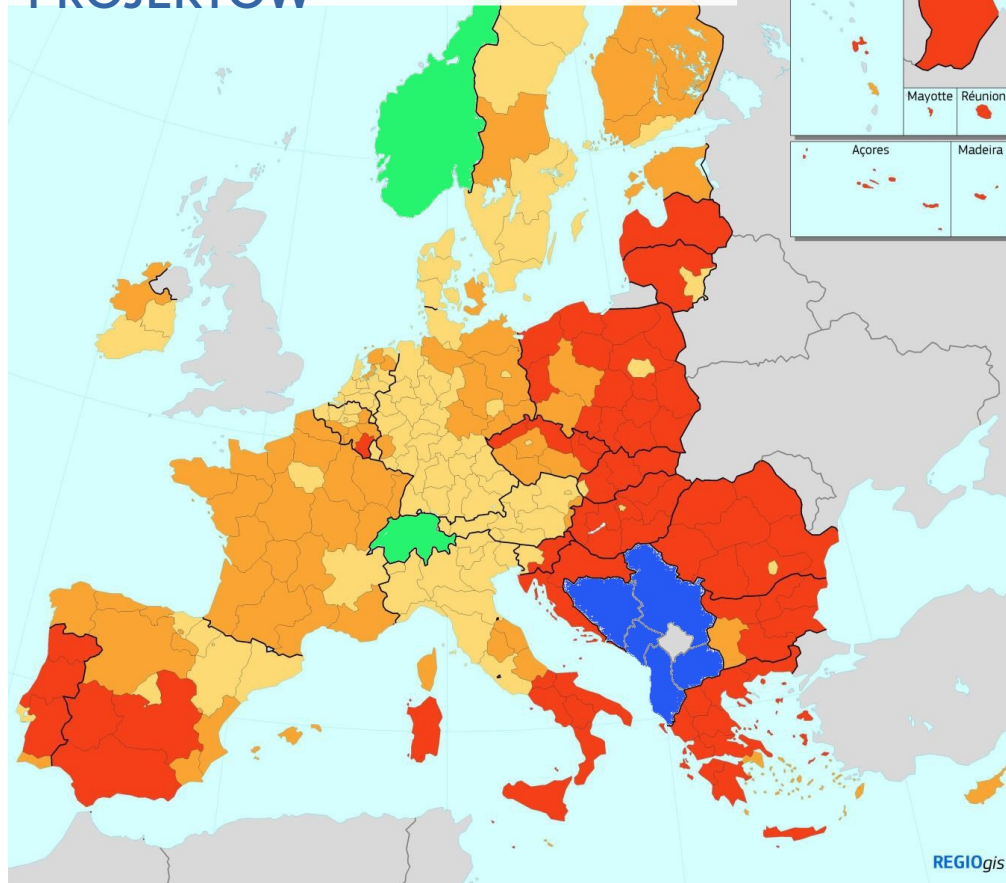 PROJEKTÓW
Mayotte
Réunion
Açores
Madeira
REGIOgis